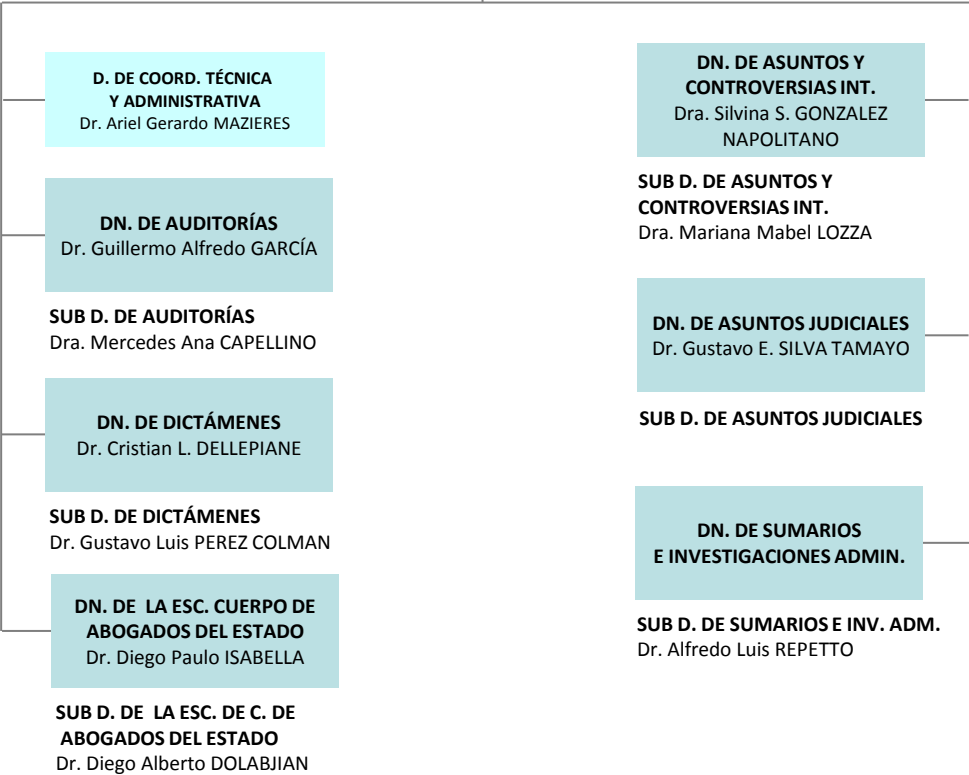 D. DE COORD. TÉCNICA
Y ADMINISTRATIVA
Dr. Ariel Gerardo MAZIERES
DN. DE AUDITORÍAS
Dr. Guillermo Alfredo GARCÍA
SUB D. DE AUDITORÍAS
Dra. Mercedes Ana CAPELLINO
DN. DE DICTÁMENES
Dr. Cristian L. DELLEPIANE
SUB D. DE DICTÁMENES
Dr. Gustavo Luis PEREZ COLMAN
DN. DE LA ESC. CUERPO DE
ABOGADOS DEL ESTADO
Dr. Diego Paulo ISABELLA
SUB D. DE LA ESC. DE C. DE
ABOGADOS DEL ESTADO
Dr. Diego Alberto DOLABJIAN
DN. DE ASUNTOS Y
CONTROVERSIAS INT.
Dra. Silvina S. GONZALEZ
NAPOLITANO
SUB D. DE ASUNTOS Y
CONTROVERSIAS INT.
Dra. Mariana Mabel LOZZA
DN. DE ASUNTOS JUDICIALES
Dr. Gustavo E. SILVA TAMAYO
SUB D. DE ASUNTOS JUDICIALES
DN. DE SUMARIOS
E INVESTIGACIONES ADMIN.
SUB D. DE SUMARIOS E INV. ADM.
Dr. Alfredo Luis REPETTO